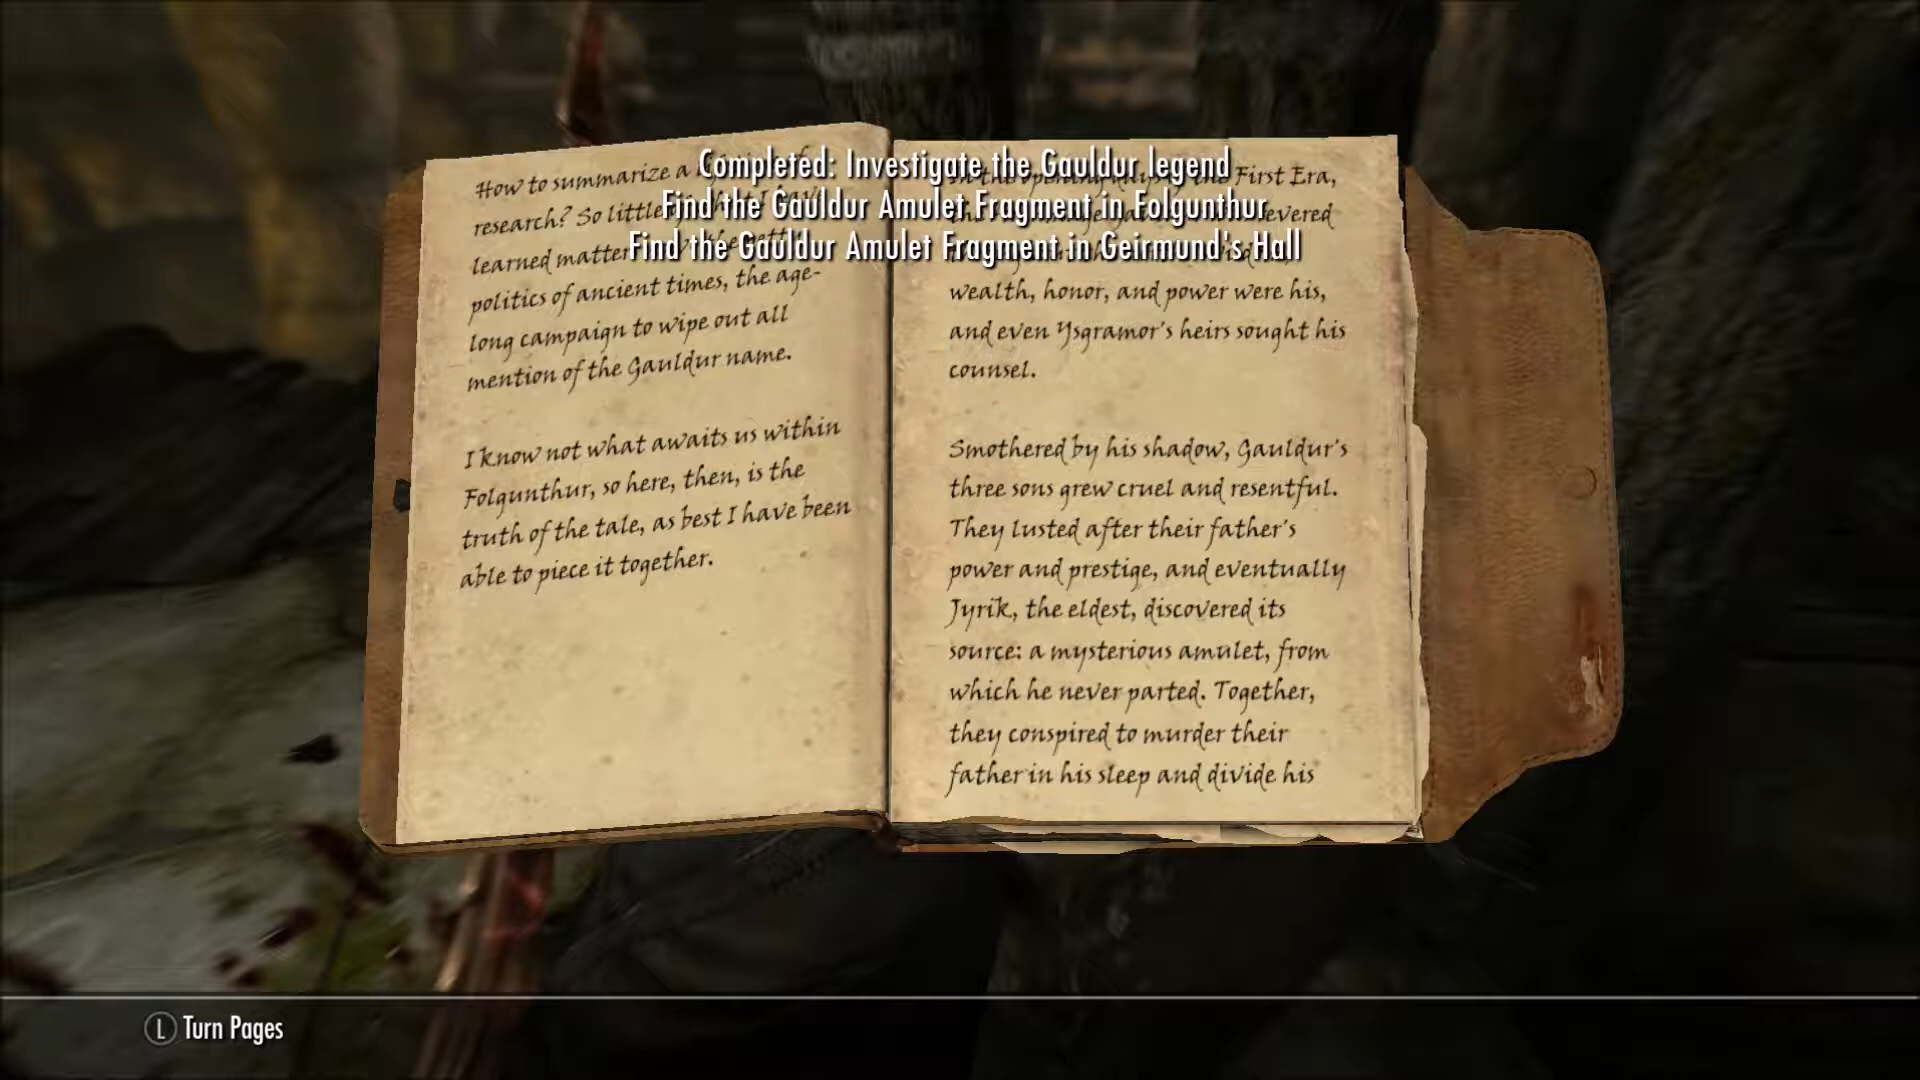 Completed: Investigate the Gauldur legend
Find the Gauldur Amulet Fragment in Folgunthur
Find the Gauldur Amulet Fragment in Geirmund's Hall
How to summarize a
research? So little
learned matter
politics of ancient times, the age-
long campaign to wipe out all
mention of the Gauldur name.
I know not what awaits us within
Folgunthur, so here, then, is the
truth of the tale, as best I have been
able to piece it together.
In the opening days of the First Era,
wealth, honor, and power were his,
and even Ysgramor's heirs sought his
counsel.
Smothered by his shadow, Gauldur's
three sons grew cruel and resentful.
They lusted after their father's
power and prestige, and eventually
Jyrik, the eldest, discovered its
source: a mysterious amulet, from
which he never parted. Together,
they conspired to murder their
father in his sleep and divide his
L Turn Pages